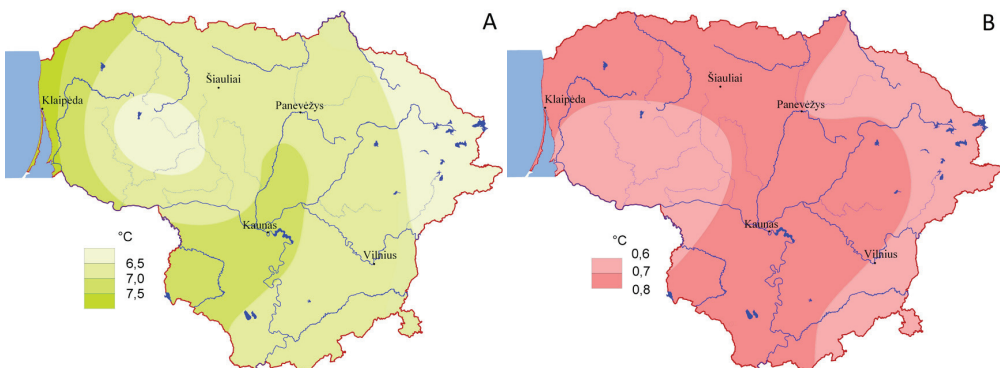 A
Klaipėda
Šiauliai
Panevėžys
Kaunas
Vilnius
°C
6,5
7,0
7,5
B
Klaipėda
Šiauliai
Panevėžys
Kaunas
Vilnius
°C
0,6
0,7
0,8